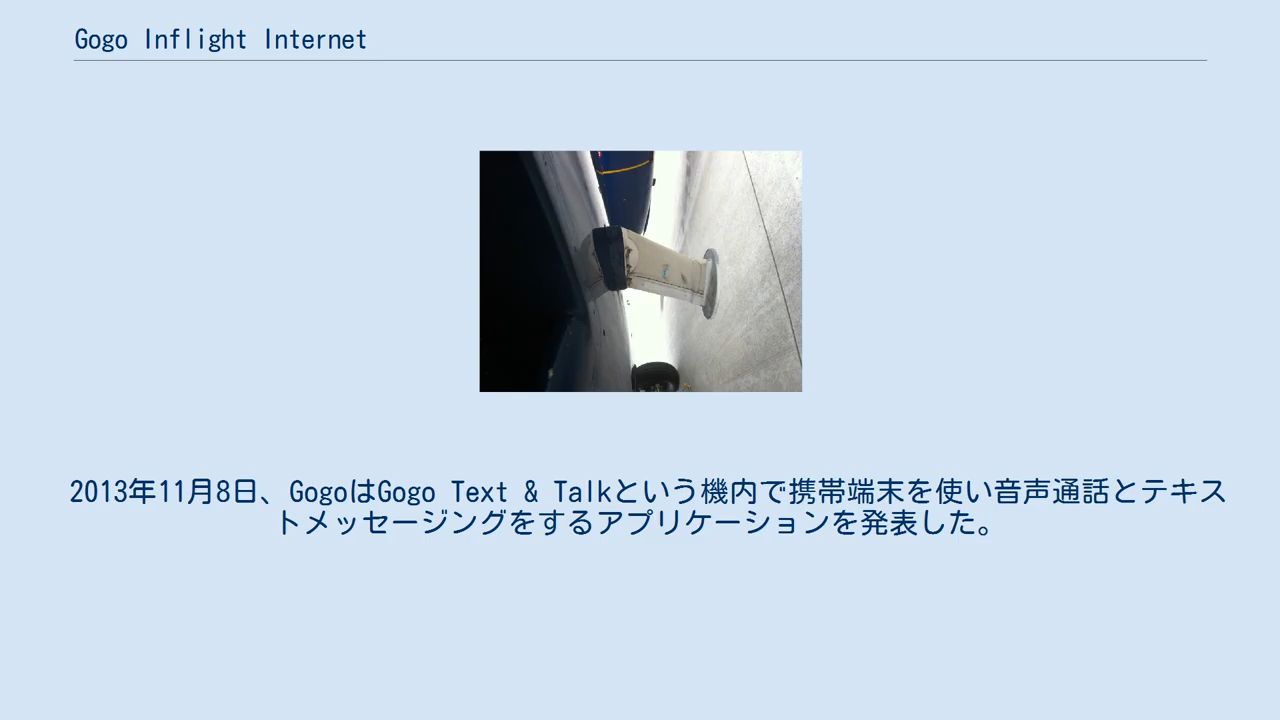 Gogo Inflight Internet
2013年11月8日、GogoはGogo Text & Talkという機内で携帯端末を使い音声通話とテキス
トメッセージングをするアプリケーションを発表した。